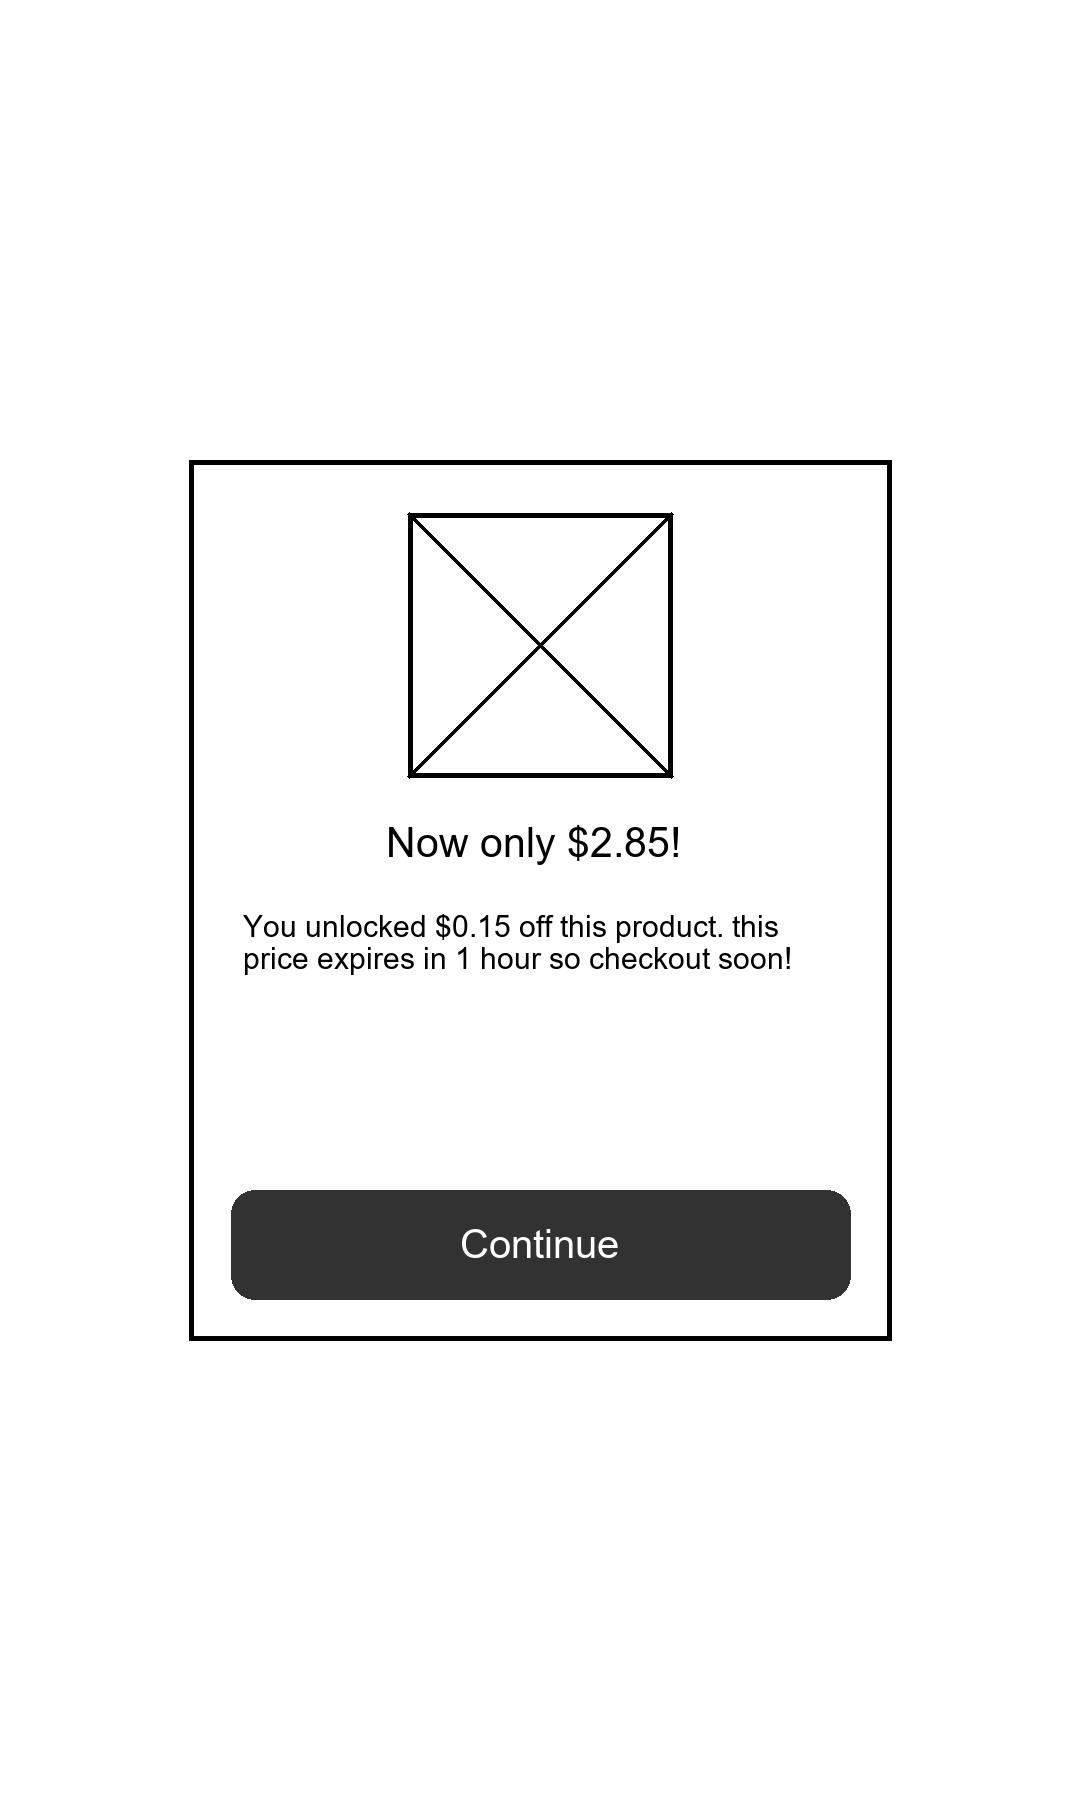 Now only $2.85!
You unlocked $0.15 off this product. this
price expires in 1 hour so checkout soon!
Continue